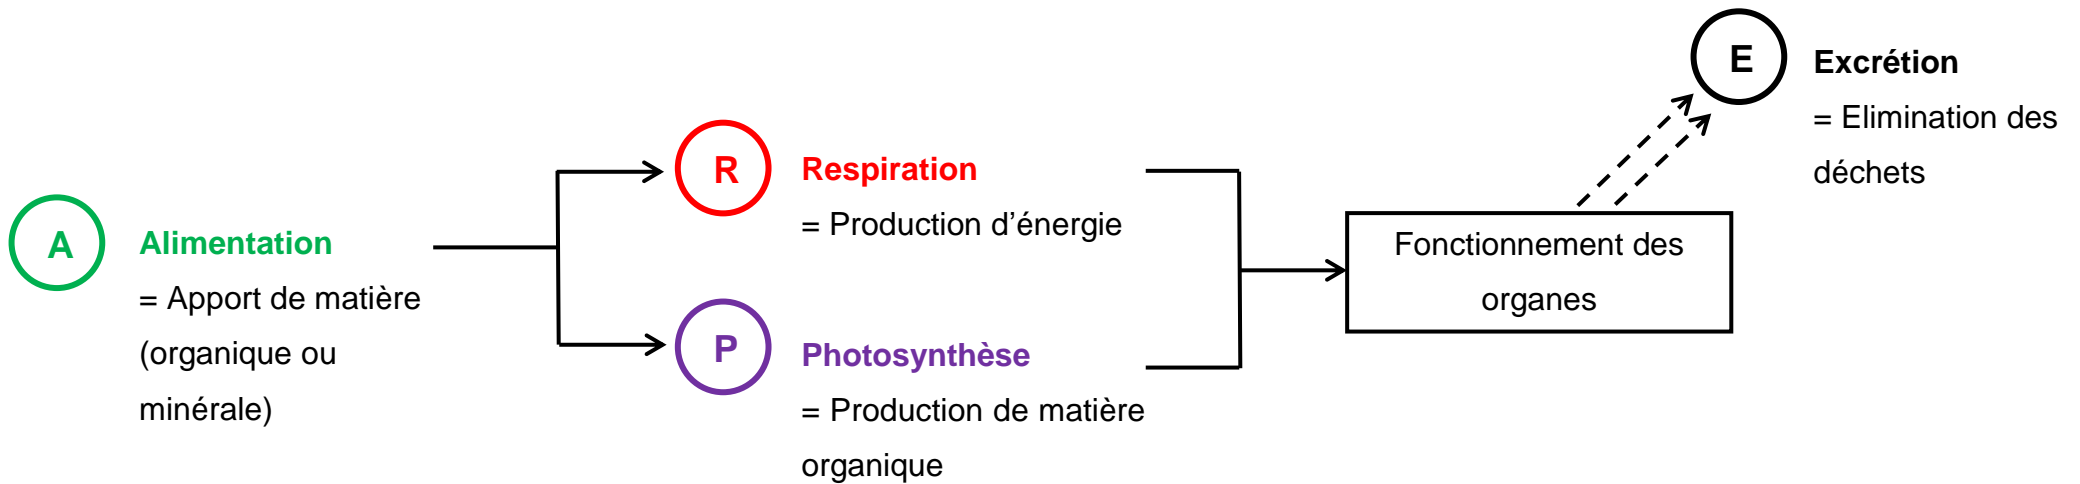 A
Alimentation
= Apport de matière
(organique ou
minérale)
R
Respiration
= Production d’énergie
P
Photosynthèse
= Production de matière
organique
Fonctionnement des
organes
E
Excrétion
= Elimination des
déchets